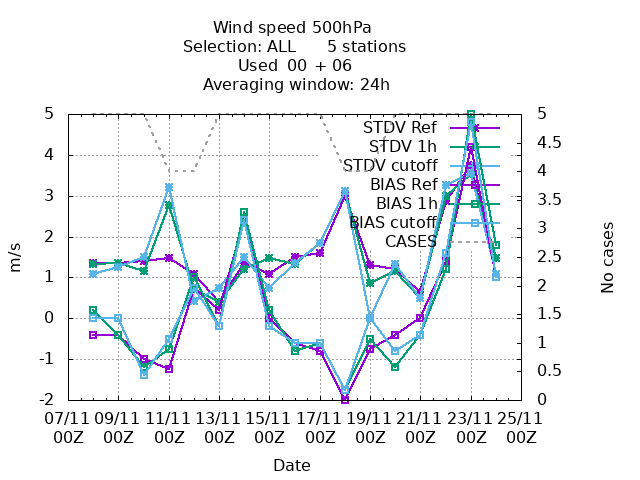 Wind speed 500hPa
Selection: ALL 5 stations
Used 00 + 06
Averaging window: 24h
STDV Ref
STDV 1h
STDV cutoff
BIAS Ref
BIAS 1h
BIAS cutoff
CASES
m/s
5
4
3
2
1
0
-1
-2
No cases
5
4.5
4
3.5
3
2.5
2
1.5
1
0.5
0
07/11 09/11 11/11 13/11 15/11 17/11 19/11 21/11 23/11 25/11
00Z 00Z 00Z 00Z 00Z 00Z 00Z 00Z 00Z 00Z
Date